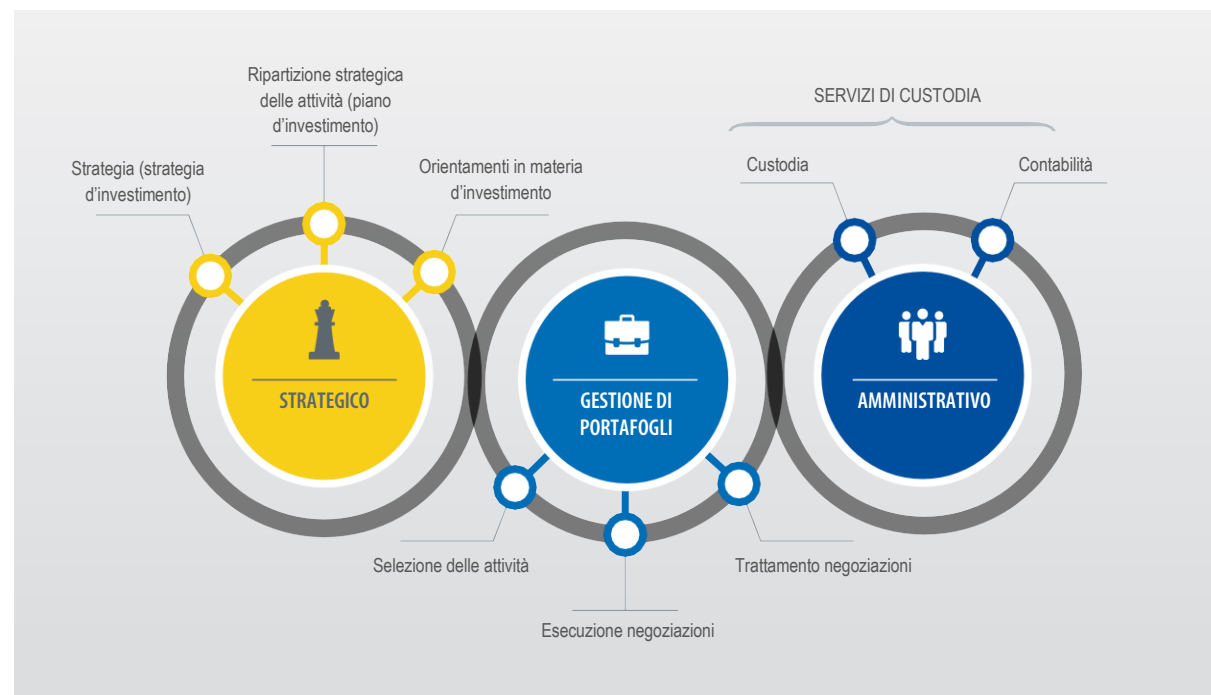 Ripartizione strategica
delle attività (piano
d’investimento)
SERVIZI DI CUSTODIA
Strategia (strategia
d’investimento)
Orientamenti in materia
d’investimento
Custodia
Contabilità
STRATEGICO
GESTIONE DI
PORTAFOGLI
AMMINISTRATIVO
Selezione delle attività
Trattamento negoziazioni
Esecuzione negoziazioni